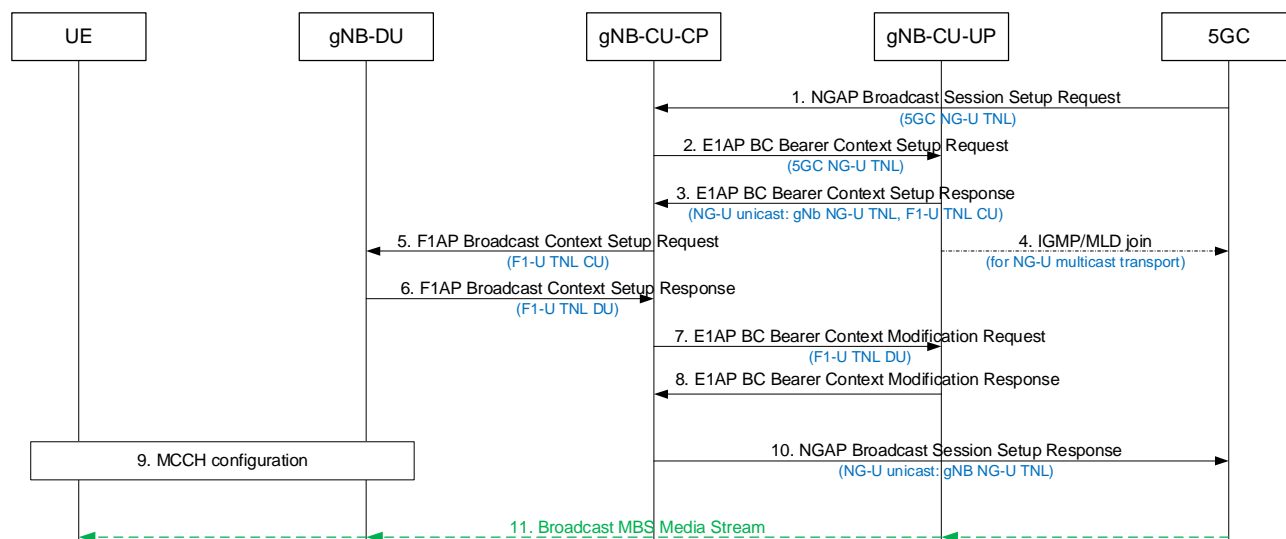 UE
gNB-DU
gNB-CU-CP
gNB-CU-UP
5GC
1. NGAP Broadcast Session Setup Request
(5GC NG-U TNL)
2. E1AP BC Bearer Context Setup Request
(5GC NG-U TNL)
3. E1AP BC Bearer Context Setup Response
(NG-U unicast: gNb NG-U TNL, F1-U TNL CU)
5. F1AP Broadcast Context Setup Request
(F1-U TNL CU)
4. IGMP/MLD join
(for NG-U multicast transport)
6. F1AP Broadcast Context Setup Response
(F1-U TNL DU)
7. E1AP BC Bearer Context Modification Request
(F1-U TNL DU)
8. E1AP BC Bearer Context Modification Response
9. MCCH configuration
10. NGAP Broadcast Session Setup Response
(NG-U unicast: gNB NG-U TNL)
11. Broadcast MBS Media Stream